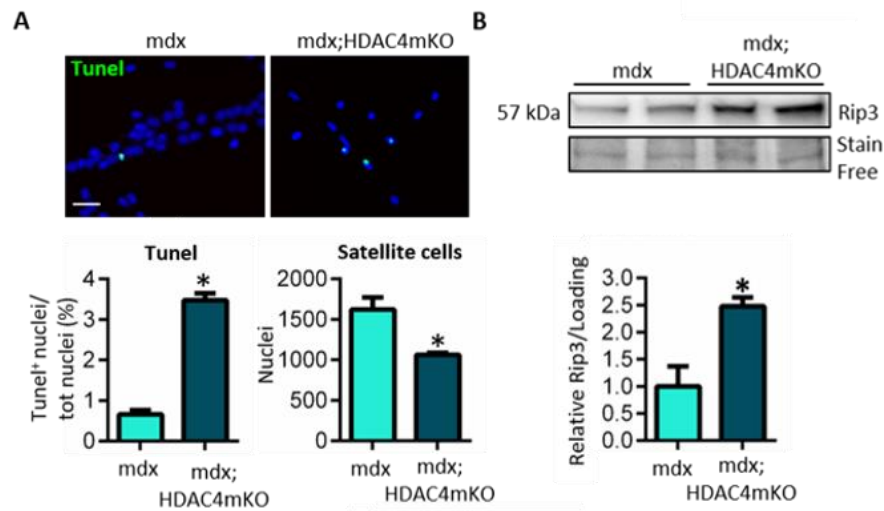 A
mdx
mdx;HDAC4mKO
Tunel
B
mdx
mdx;
HDAC4mKO
57 kDa
Rip3
Stain
Free
Tunel
Tunel⁺ nuclei/
tot nuclei (%)
4
3
2
1
0
*
mdx
mdx;
HDAC4mKO
Satellite cells
Nuclei
2000
1500
1000
500
0
*
mdx
mdx;
HDAC4mKO
Relative Rip3/Loading
3.0
2.5
2.0
1.5
1.0
0.5
0.0
*
mdx
mdx;
HDAC4mKO